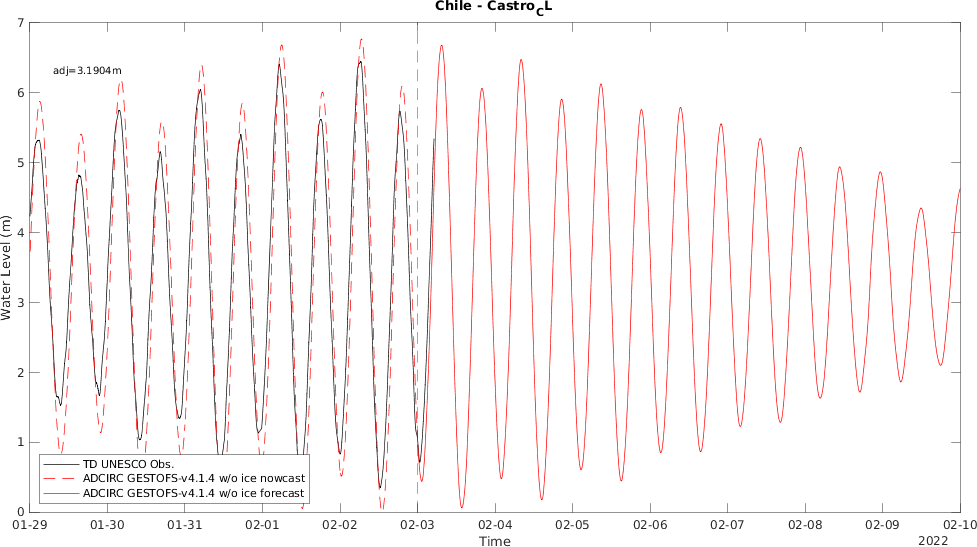 Chile - Castro_CL
7
6
5
4
3
2
1
0
Water Level (m)
adj=3.1904m
TD UNESCO Obs.
ADCIRC GESTOFS-v4.1.4 w/o ice nowcast
ADCIRC GESTOFS-v4.1.4 w/o ice forecast
01-29 01-30 01-31 02-01 02-02 02-03 02-04 02-05 02-06 02-07 02-08 02-09 02-10
Time
2022